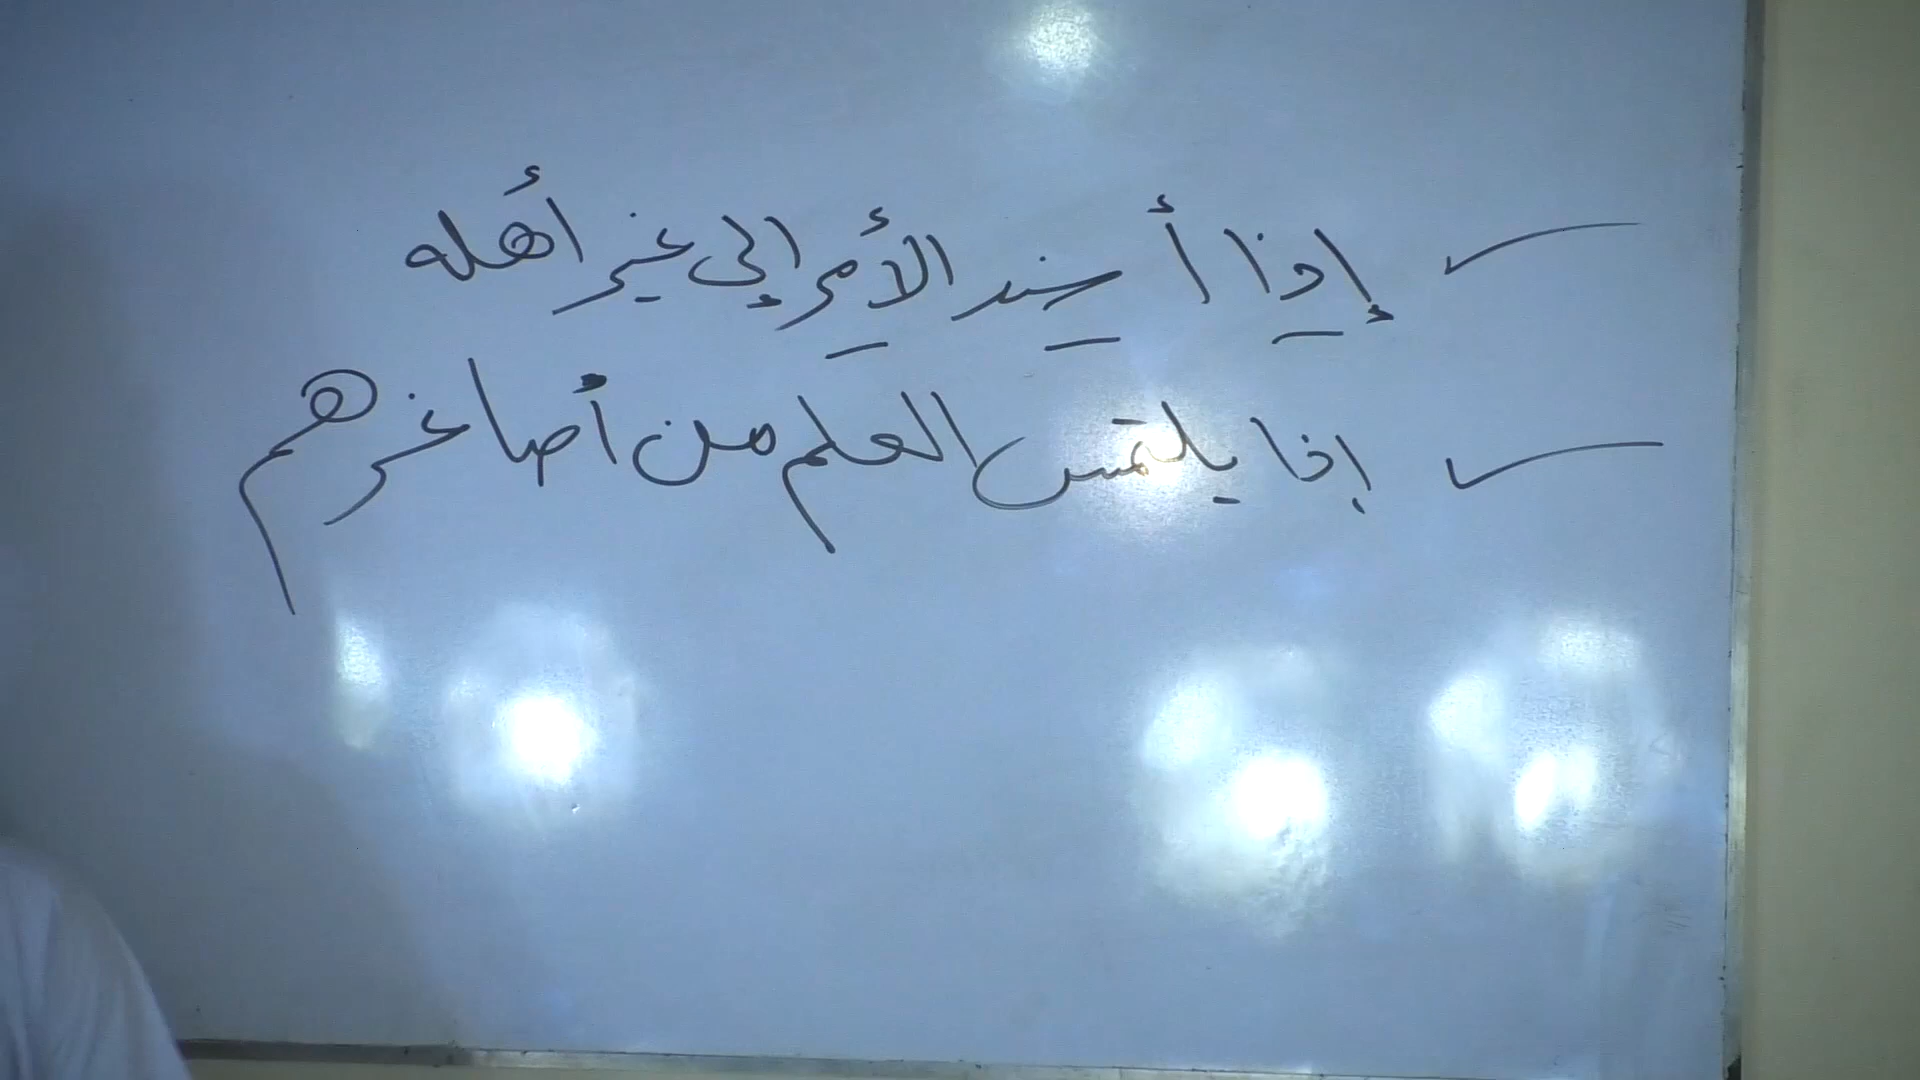 إذا أسند الأمر إلى غير أهله
إذا يلتمس العلم من أصاغرهم